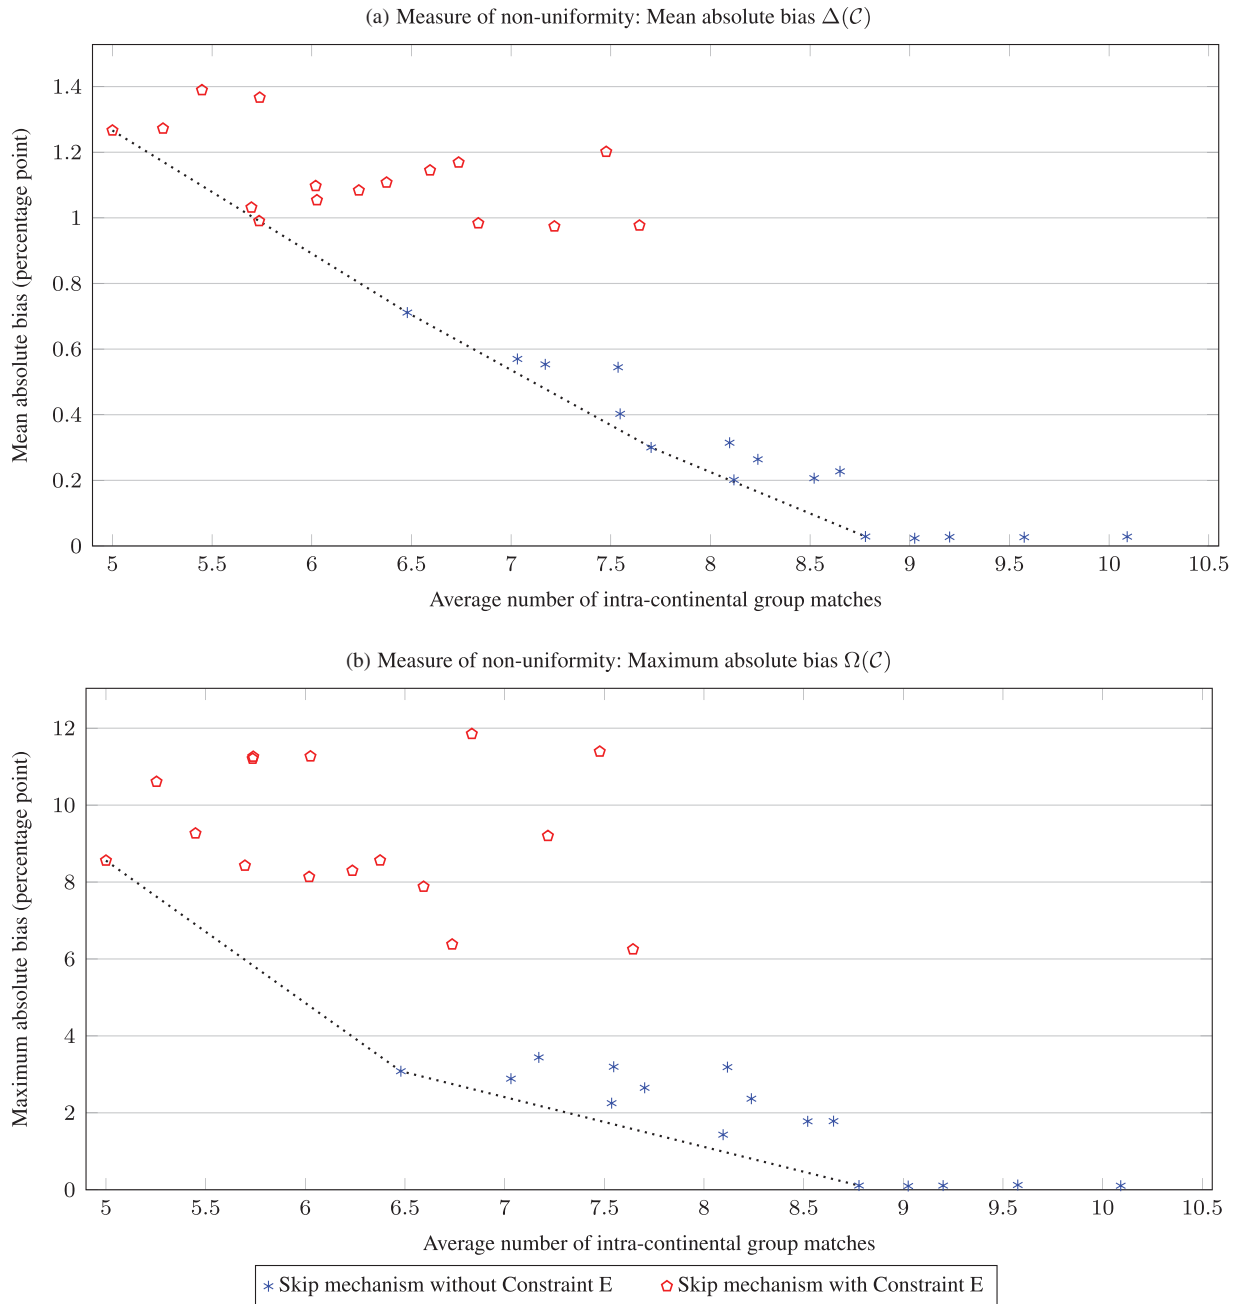 (a) Measure of non-uniformity: Mean absolute bias Δ(𝒞)
Mean absolute bias (percentage point)
1.4
1.2
1
0.8
0.6
0.4
0.2
0
5 5.5 6 6.5 7 7.5 8 8.5 9 9.5 10 10.5
Average number of intra-continental group matches
(b) Measure of non-uniformity: Maximum absolute bias Ω(𝒞)
Maximum absolute bias (percentage point)
12
10
8
6
4
2
0
5 5.5 6 6.5 7 7.5 8 8.5 9 9.5 10 10.5
Average number of intra-continental group matches
Skip mechanism without Constraint E Skip mechanism with Constraint E